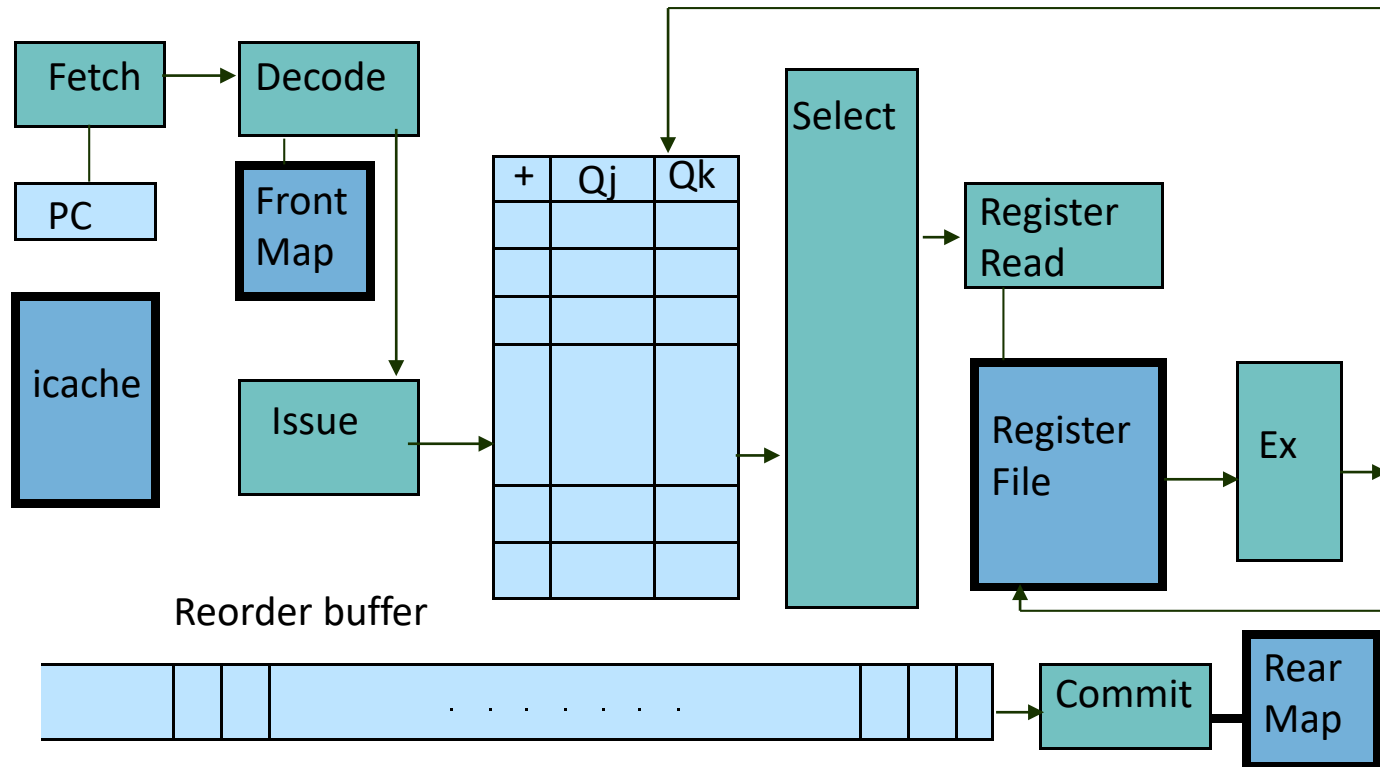 Fetch
Decode
Select
+
Qj
Qk
PC
Front
Map
Register
Read
icache
Issue
Register
File
Ex
Reorder buffer
. . . . . . .
Commit
Rear
Map